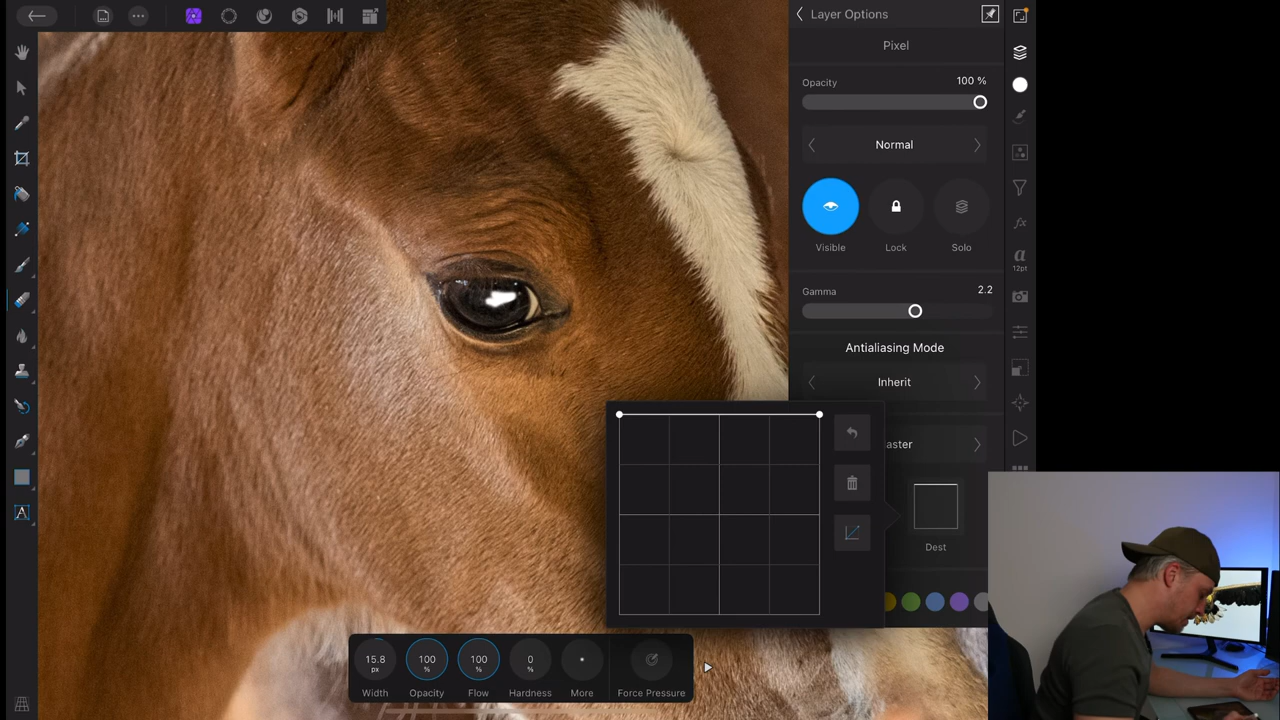 Layer Options
Pixel
Opacity
100 %
Normal
Visible
Lock
Solo
Gamma
2.2
Antialiasing Mode
Inherit
aster
Dest
a
12pt
fx
A
15.8
px
Width
100
%
Opacity
100
%
Flow
0
%
Hardness
More
Force Pressure